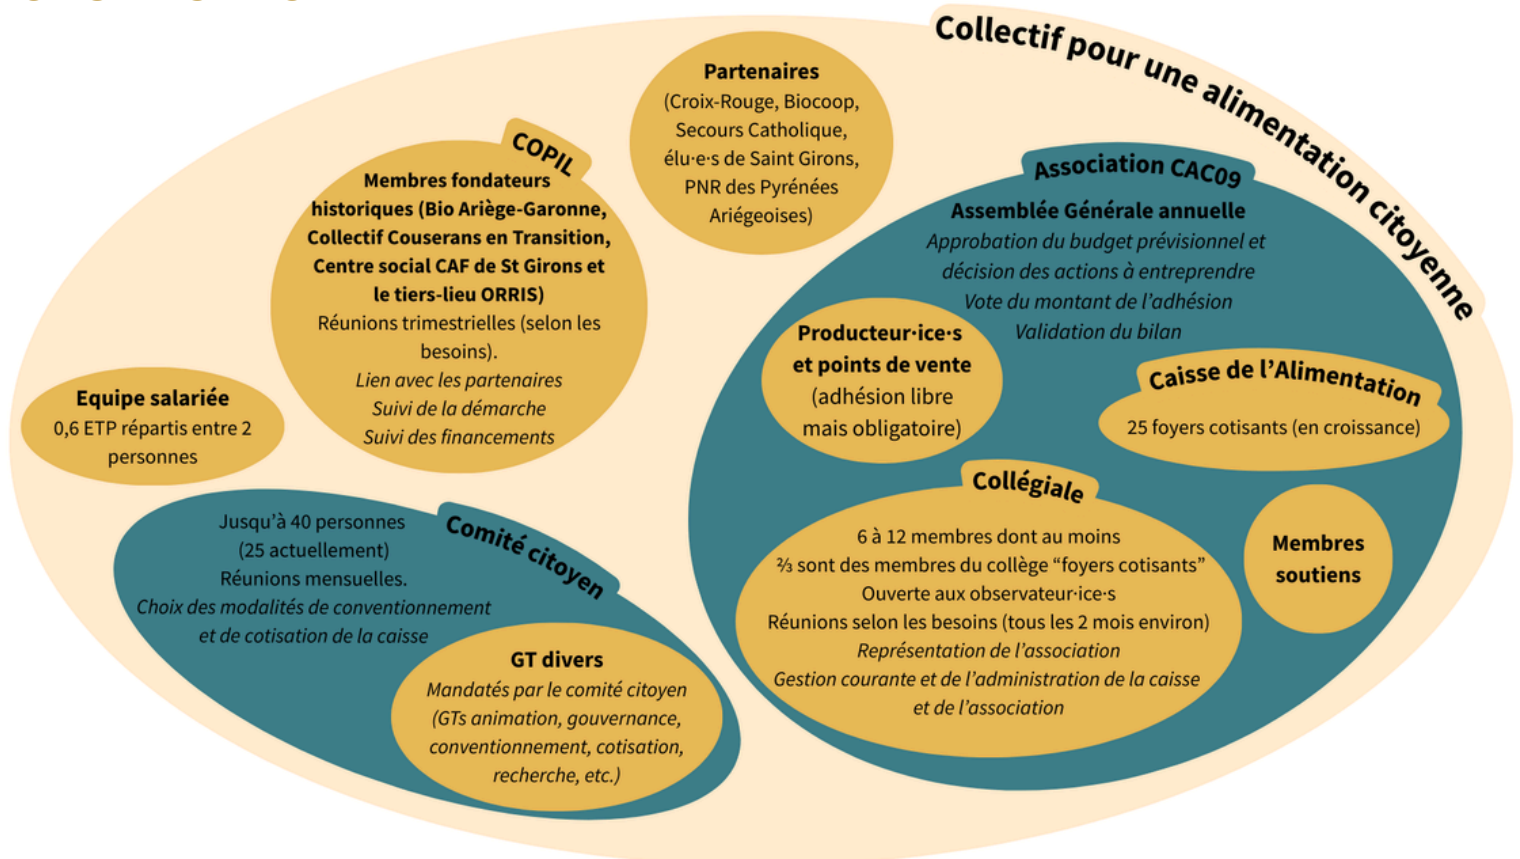 Collectif pour une alimentation citoyenne
Partenaires
(Croix-Rouge, Biocoop,
Secours Catholique,
élu·e·s de Saint Girons,
PNR des Pyrénées
Ariégeoises)
COPIL
Membres fondateurs
historiques (Bio Ariège-Garonne,
Collectif Couserans en Transition,
Centre social CAF de St Girons et
le tiers-lieu ORRIS)
Réunions trimestrielles (selon les
besoins).
Lien avec les partenaires
Suivi de la démarche
Suivi des financements
Equipe salariée
0,6 ETP répartis entre 2
personnes
Comité citoyen
Jusqu'à 40 personnes
(25 actuellement)
Réunions mensuelles.
Choix des modalités de conventionnement
et de cotisation de la caisse
GT divers
Mandatés par le comité citoyen
(GTs animation, gouvernance,
conventionnement, cotisation,
recherche, etc.)
Association CAC09
Assemblée Générale annuelle
Approbation du budget prévisionnel et
décision des actions à entreprendre
Vote du montant de l'adhésion
Validation du bilan
Producteur·ice·s
et points de vente
(adhésion libre
mais obligatoire)
Caisse de l'Alimentation
25 foyers cotisants (en croissance)
Collégiale
6 à 12 membres dont au moins
⅔ sont des membres du collège “foyers cotisants”
Ouverte aux observateur·ice·s
Réunions selon les besoins (tous les 2 mois environ)
Représentation de l'association
Gestion courante et de l'administration de la caisse
et de l'association
Membres
soutiens